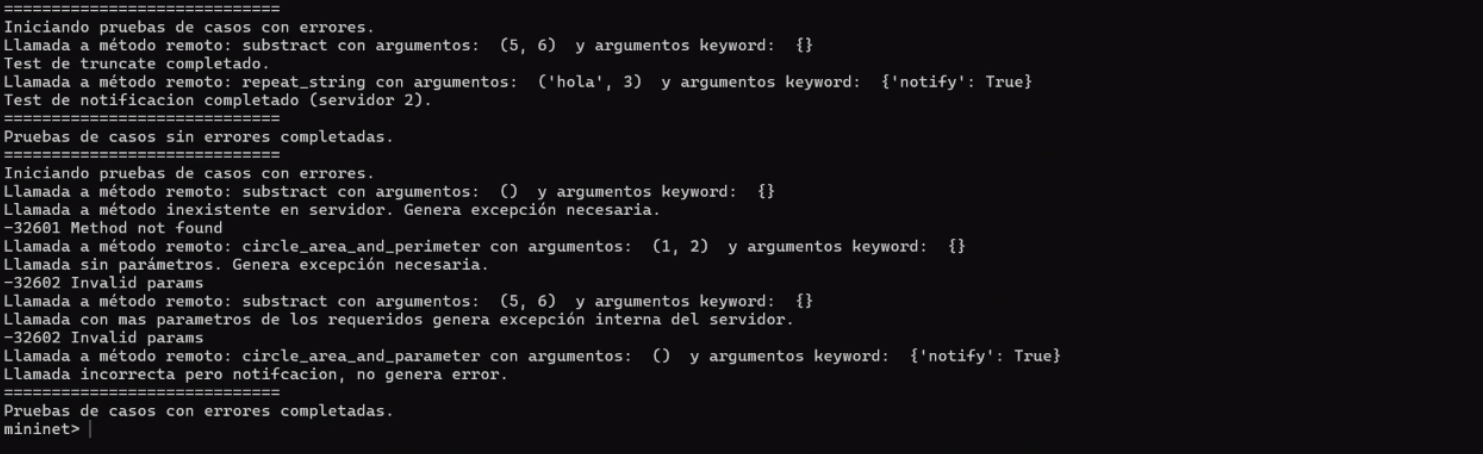 =============================
Iniciando pruebas de casos con errores.
Llamada a método remoto: substract con argumentos:  (5, 6)  y argumentos keyword:  {}
Test de truncate completado.
Llamada a método remoto: repeat_string con argumentos:  ('hola', 3)  y argumentos keyword:  {'notify': True}
Test de notificacion completado (servidor 2).
=============================
Pruebas de casos sin errores completadas.
=============================
Iniciando pruebas de casos con errores.
Llamada a método remoto: substract con argumentos:  ()  y argumentos keyword:  {}
Llamada a método inexistente en servidor. Genera excepción necesaria.
-32601 Method not found
Llamada a método remoto: circle_area_and_perimeter con argumentos:  (1, 2)  y argumentos keyword:  {}
Llamada sin parámetros. Genera excepción necesaria.
-32602 Invalid params
Llamada a método remoto: substract con argumentos:  (5, 6)  y argumentos keyword:  {}
Llamada con mas parametros de los requeridos genera excepción interna del servidor.
-32602 Invalid params
Llamada a método remoto: circle_area_and_parameter con argumentos:  ()  y argumentos keyword:  {'notify': True}
Llamada incorrecta pero notifcacion, no genera error.
=============================
Pruebas de casos con errores completadas.
mininet>